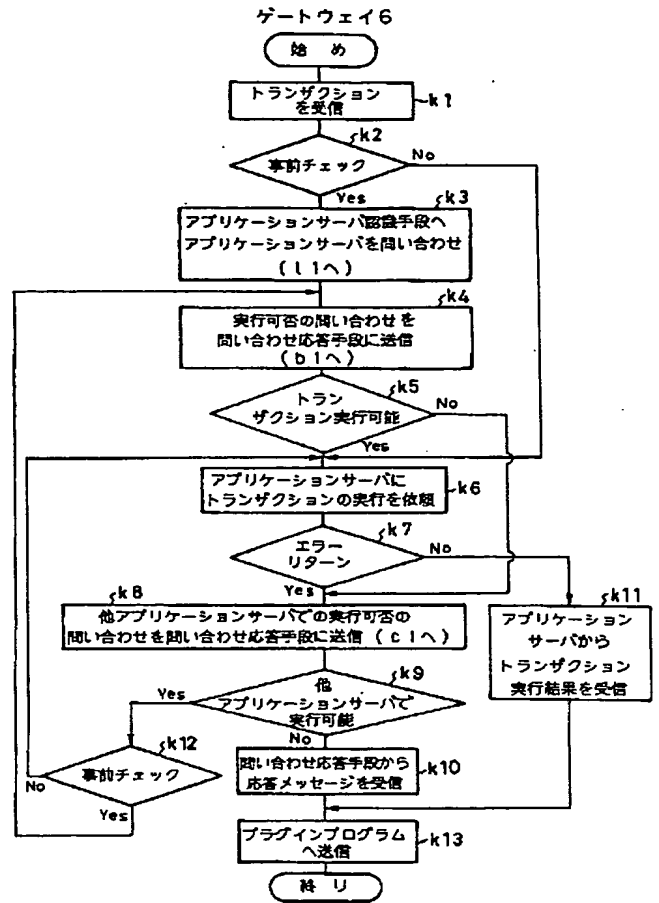 ゲートウェイ6
始 め
トランザクション
を受信
k1
k2
事前チェック
No
Yes
k3
アプリケーションサーバ認識手段へ
アプリケーションサーバを問い合わせ
(l1へ)
k4
実行可否の問い合わせを
問い合わせ応答手段に送信
(b1へ)
k5
トラン
ザクション実行可能
No
Yes
アプリケーションサーバに
トランザクションの実行を依頼
k6
k7
エラー
リターン
No
Yes
k8
他アプリケーションサーバでの実行可否の
問い合わせを問い合わせ応答手段に送信(c1へ)
k11
アプリケーション
サーバから
トランザクション
実行結果を受信
k9
他
アプリケーションサーバで
実行可能
Yes
No
k12
事前チェック
No
Yes
問い合わせ応答手段から
応答メッセージを受信
k10
プラグインプログラム
へ送信
k13
終 り